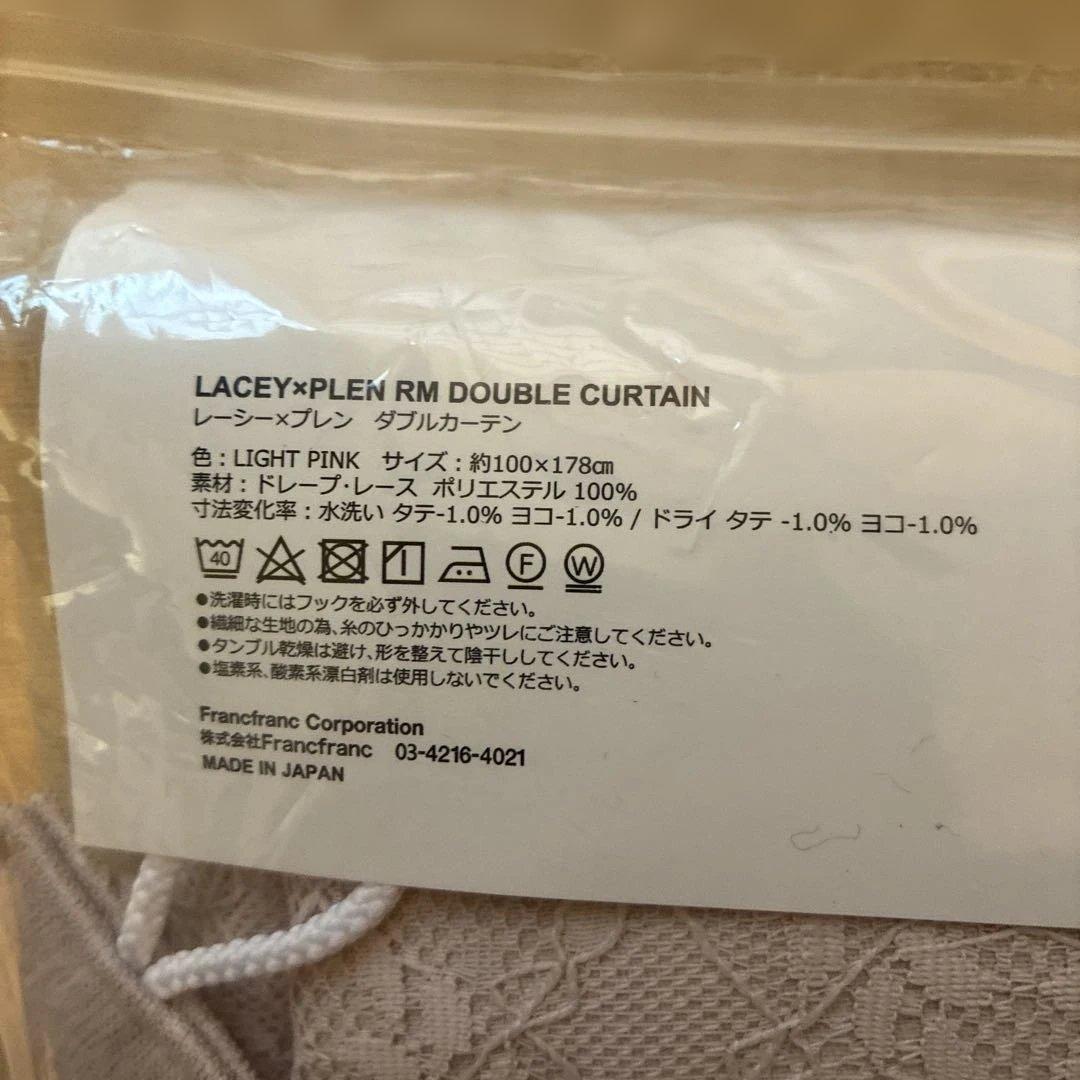 LACEY×PLEN RM DOUBLE CURTAIN
レーシー×プレン ダブルカーテン
色：LIGHT PINK サイズ：約100×178㎝
素材：ドレープ・レース ポリエステル 100%
寸法変化率：水洗い タテ-1.0% ヨコ-1.0% / ドライ タテ -1.0% ヨコ-1.0%
40 F W
●洗濯時にはフックを必ず外してください。
●繊細な生地の為、糸のひっかかりやツレにご注意してください。
●タンブル乾燥は避け、形を整えて陰干ししてください。
●塩素系、酸素系漂白剤は使用しないでください。
Francfranc Corporation
株式会社Francfranc 03-4216-4021
MADE IN JAPAN